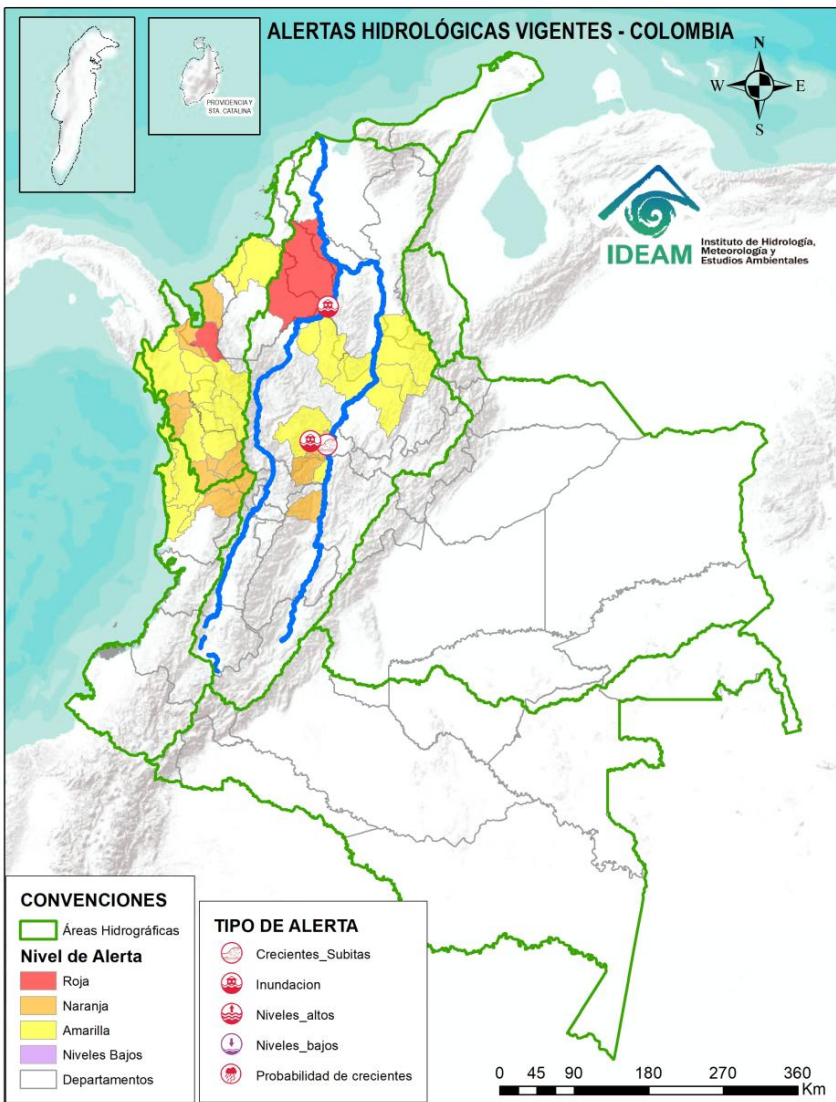 ALERTAS HIDROLÓGICAS VIGENTES - COLOMBIA
PROVIDENCIA Y
STA. CATALINA
N
W
E
S
IDEAM
Instituto de Hidrología,
Meteorología y
Estudios Ambientales
CONVENCIONES
Áreas Hidrográficas
Nivel de Alerta
Roja
Naranja
Amarilla
Niveles Bajos
Departamentos
TIPO DE ALERTA
Crecientes_Subitas
Inundacion
Niveles_altos
Niveles_bajos
Probabilidad de crecientes
0 45 90 180 270 360
Km